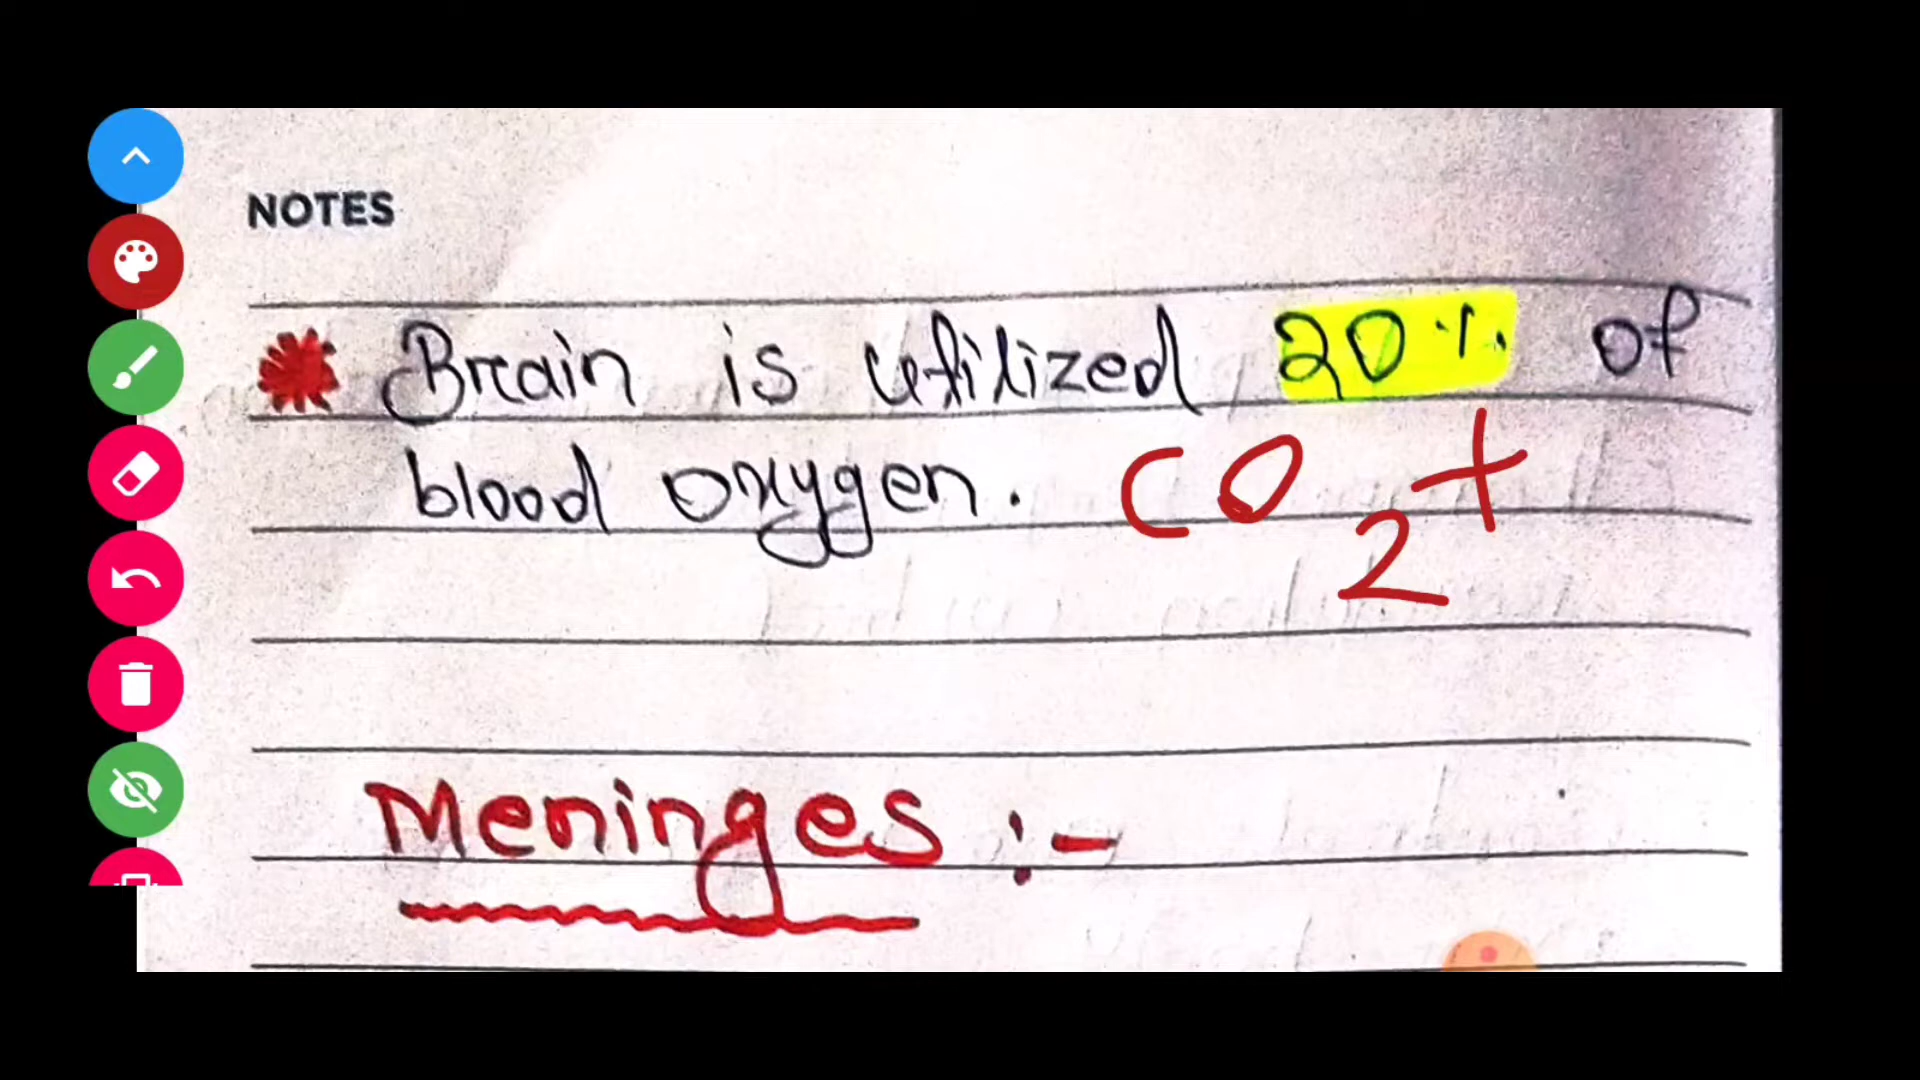 NOTES
Brain is utilized 20% of
blood oxygen. CO2+
Meninges :-